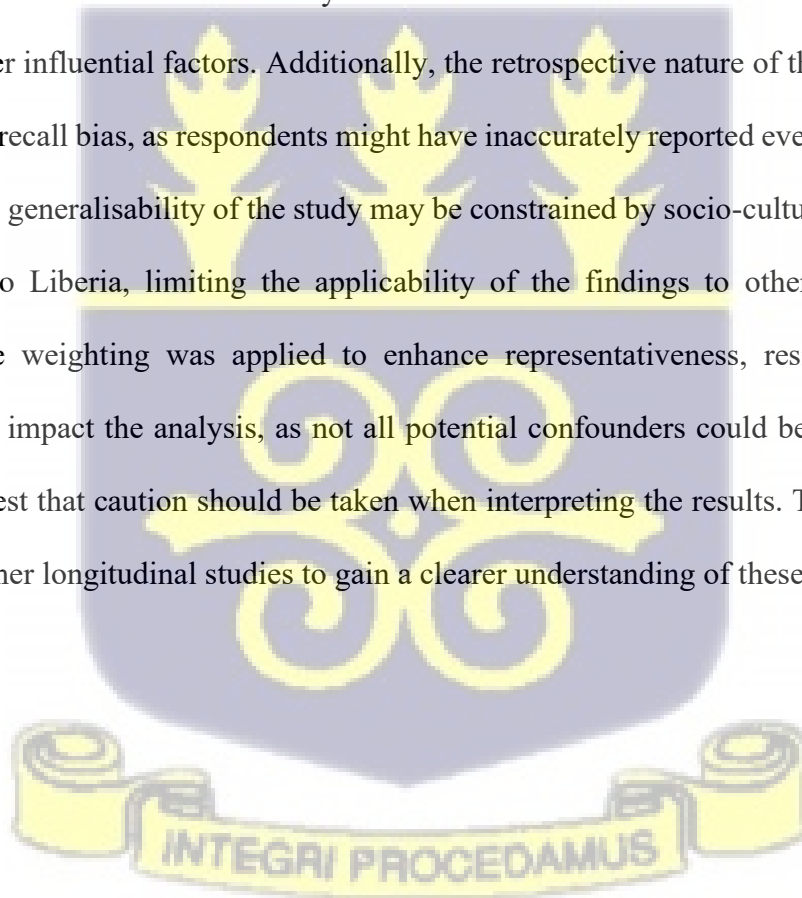 er influential factors. Additionally, the retrospective nature of th
recall bias, as respondents might have inaccurately reported eve
generalisability of the study may be constrained by socio-cultu
o Liberia, limiting the applicability of the findings to other
e weighting was applied to enhance representativeness, res
impact the analysis, as not all potential confounders could be
est that caution should be taken when interpreting the results. T
her longitudinal studies to gain a clearer understanding of these
INTEGRI PROCEDAMUS